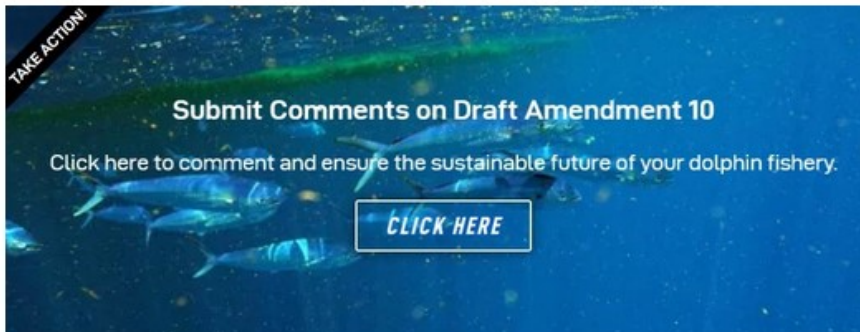 TAKE ACTION!
Submit Comments on Draft Amendment 10
Click here to comment and ensure the sustainable future of your dolphin fishery.
CLICK HERE